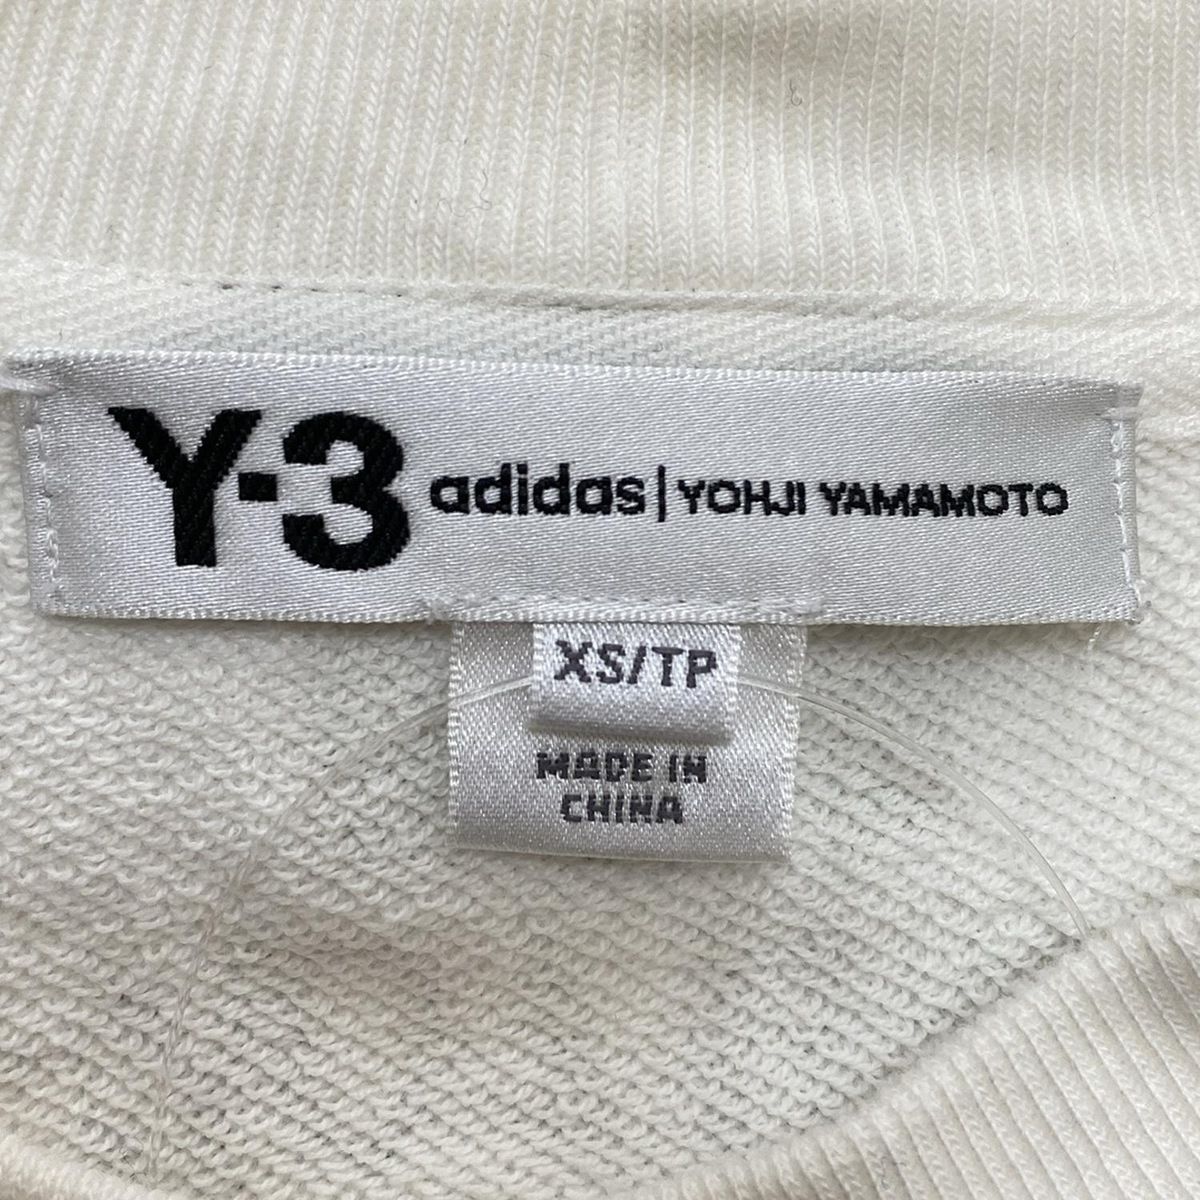 Y-3 adidas | YOHJI YAMAMOTO
XS/TP
MADE IN
CHINA